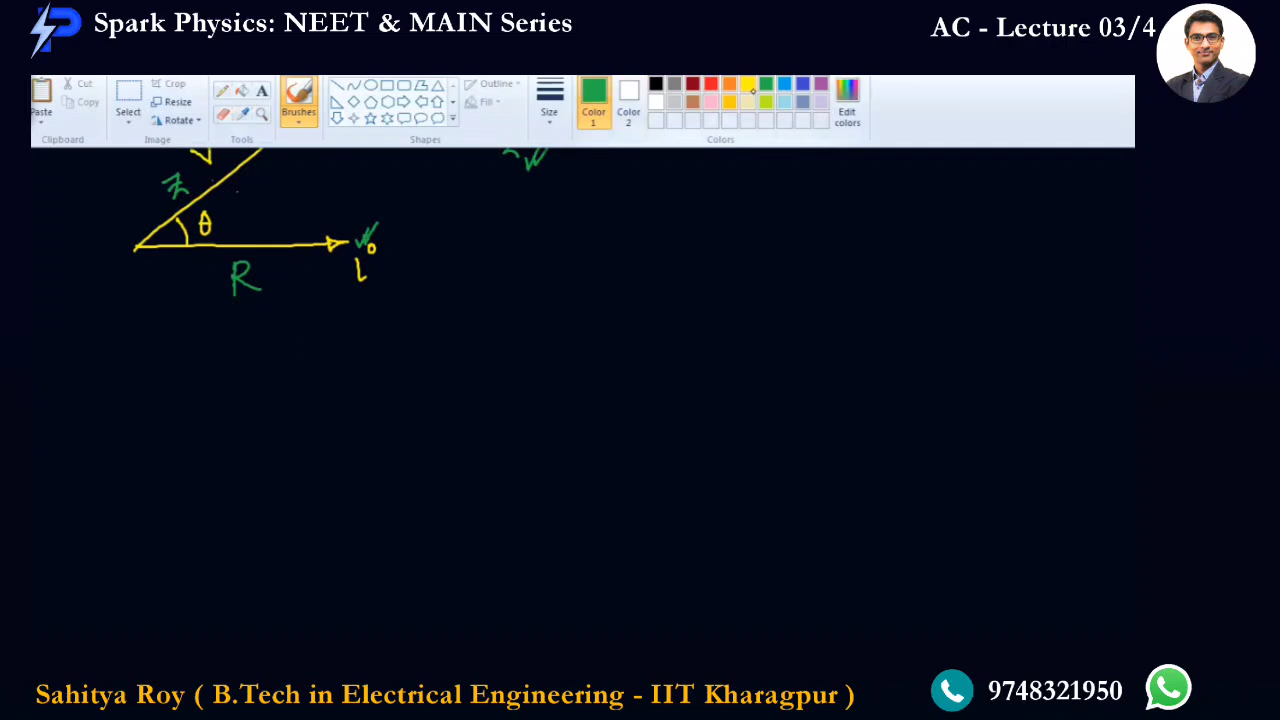 Spark Physics: NEET & MAIN Series
AC - Lecture 03/4
Paste
Cut
Copy
Clipboard
Select
Crop
Resize
Rotate
Image
A
Tools
Brushes
Shapes
Outline
Fill
Size
Color 1
Color 2
Edit colors
Colors
Z
θ
R
Sahitya Roy ( B.Tech in Electrical Engineering - IIT Kharagpur )
9748321950